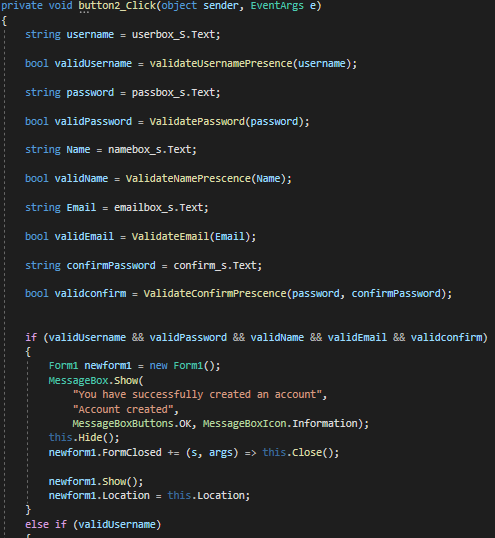 private void button2_Click(object sender, EventArgs e)
{
string username = userbox_S.Text;
bool validUsername = validateUsernamePresence(username);
string password = passbox_s.Text;
bool validPassword = ValidatePassword(password);
string Name = namebox_s.Text;
bool validName = ValidateNamePrescence(Name);
string Email = emailbox_s.Text;
bool validEmail = ValidateEmail(Email);
string confirmPassword = confirm_s.Text;
bool validconfirm = ValidateConfirmPrescence(password, confirmPassword);
if (validUsername && validPassword && validName && validEmail && validconfirm)
{
Form1 newform1 = new Form1();
MessageBox.Show(
"You have successfully created an account",
"Account created",
MessageBoxButtons.OK, MessageBoxIcon.Information);
this.Hide();
newform1.FormClosed += (s, args) => this.Close();
newform1.Show();
newform1.Location = this.Location;
}
else if (validUsername)
{